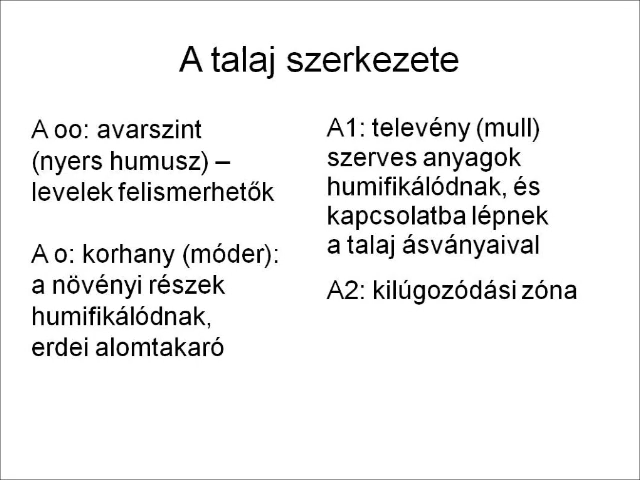 A talaj szerkezete
A oo: avarszint
(nyers humusz) –
levelek felismerhetők
A o: korhany (móder):
a növényi részek
humifikálódnak,
erdei alomtakaró
A1: televény (mull)
szerves anyagok
humifikálódnak, és
kapcsolatba lépnek
a talaj ásványaival
A2: kilúgozódási zóna